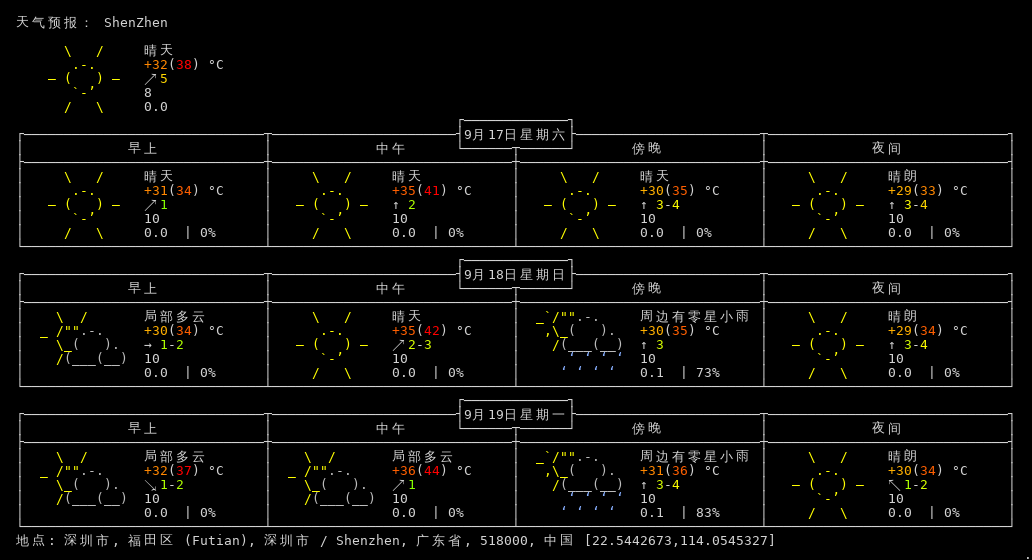 天气预报： ShenZhen
晴天
+32(38) °C
↗ 5
8
0.0
9月17日星期六
早上 中午 傍晚 夜间
晴天 晴天 晴天 晴朗
+31(34) °C +35(41) °C +30(35) °C +29(33) °C
↗ 1 ↑ 2 ↑ 3-4 ↑ 3-4
10 10 10 10
0.0 | 0% 0.0 | 0% 0.0 | 0% 0.0 | 0%
9月18日星期日
早上 中午 傍晚 夜间
局部多云 晴天 周边有零星小雨 晴朗
+30(34) °C +35(42) °C +30(35) °C +29(34) °C
→ 1-2 ↗ 2-3 ↑ 3 ↑ 3-4
10 10 10 10
0.0 | 0% 0.0 | 0% 0.1 | 73% 0.0 | 0%
9月19日星期一
早上 中午 傍晚 夜间
局部多云 局部多云 周边有零星小雨 晴朗
+32(37) °C +36(44) °C +31(36) °C +30(34) °C
↘ 1-2 ↗ 1 ↑ 3-4 ↖ 1-2
10 10 10 10
0.0 | 0% 0.0 | 0% 0.1 | 83% 0.0 | 0%
地点: 深圳市, 福田区 (Futian), 深圳市 / Shenzhen, 广东省, 518000, 中国 [22.5442673,114.0545327]